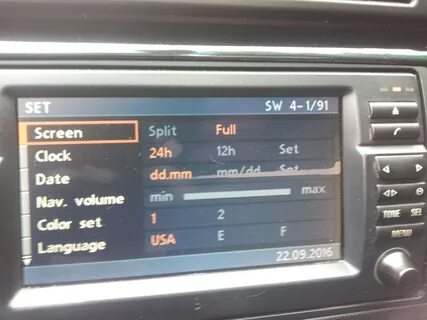 SET SW 4-1/91
Screen Split Full
Clock 24h 12h Set
Date dd.mm mm/dd Set
Nav. volume min max
Color set 1 2
Language USA E F
22.09.2016
TONE SEL
MENU